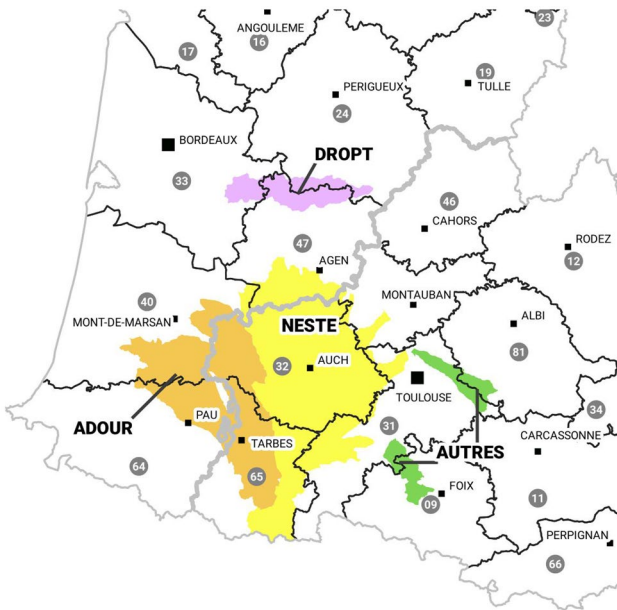 23
ANGOULEME
16
17
19
TULLE
PERIGUEUX
24
BORDEAUX
DROPT
33
46
CAHORS
47
RODEZ
12
AGEN
40
MONT-DE-MARSAN
MONTAUBAN
NESTE
ALBI
81
AUCH
32
TOULOUSE
34
PAU
ADOUR
31
CARCASSONNE
TARBES
AUTRES
64
65
FOIX
09
11
PERPIGNAN
66